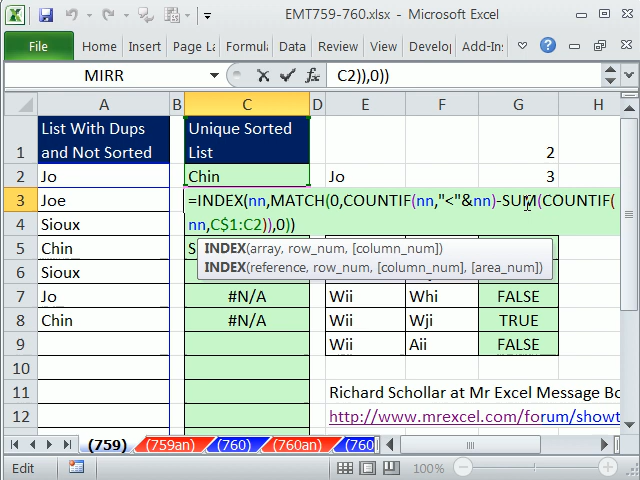 EMT759-760.xlsx - Microsoft Excel
File Home Insert Page La Formula Data Review View Develo Add-In:
MIRR fx C2)),0))
A B C D E F G H
1 List With Dups and Not Sorted Unique Sorted List 2
2 Jo Chin Jo 3
3 Joe =INDEX(nn,MATCH(0,COUNTIF(nn,"<"&nn)-SUM(COUNTIF(
4 Sioux nn,C$1:C2)),0))
INDEX(array, row_num, [column_num])
5 Chin S
INDEX(reference, row_num, [column_num], [area_num])
6 Sioux
7 Jo #N/A Wii Whi FALSE
8 Chin #N/A Wii Wji TRUE
9 Wii Aii FALSE
10
11 Richard Schollar at Mr Excel Message Bo
12 http://www.mrexcel.com/forum/showt
(759) (759an) (760) (760an) (760
Edit 100%